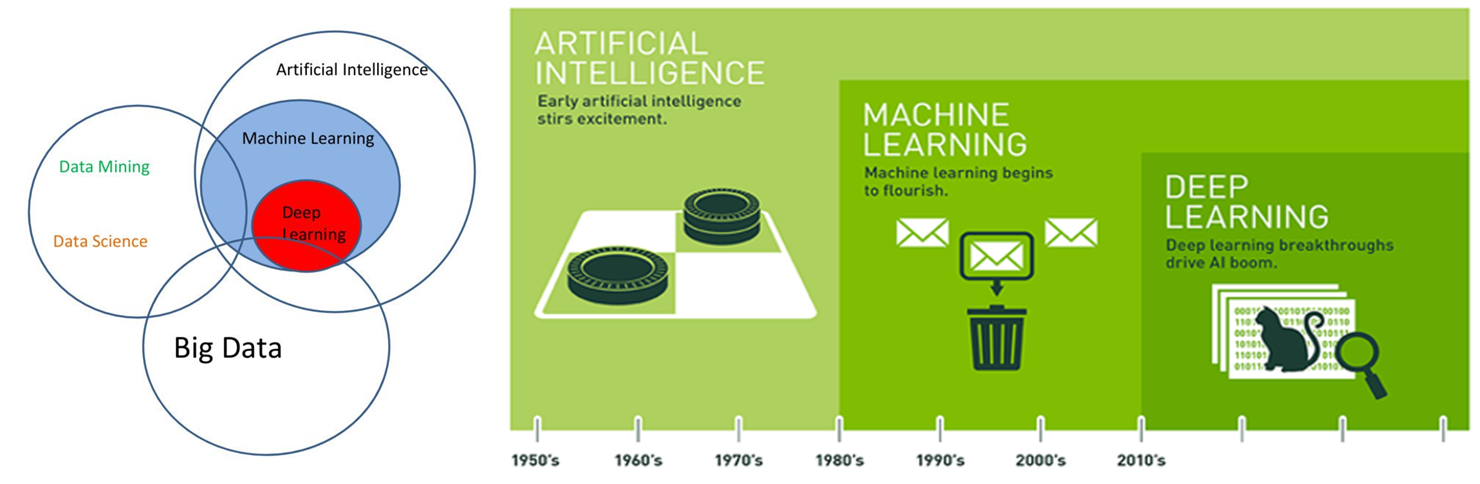 Artificial Intelligence
Machine Learning
Data Mining
Deep
Learning
Data Science
Big Data
ARTIFICIAL
INTELLIGENCE
Early artificial intelligence
stirs excitement.
MACHINE
LEARNING
Machine learning begins
to flourish.
DEEP
LEARNING
Deep learning breakthroughs
drive AI boom.
1950's 1960's 1970's 1980's 1990's 2000's 2010's